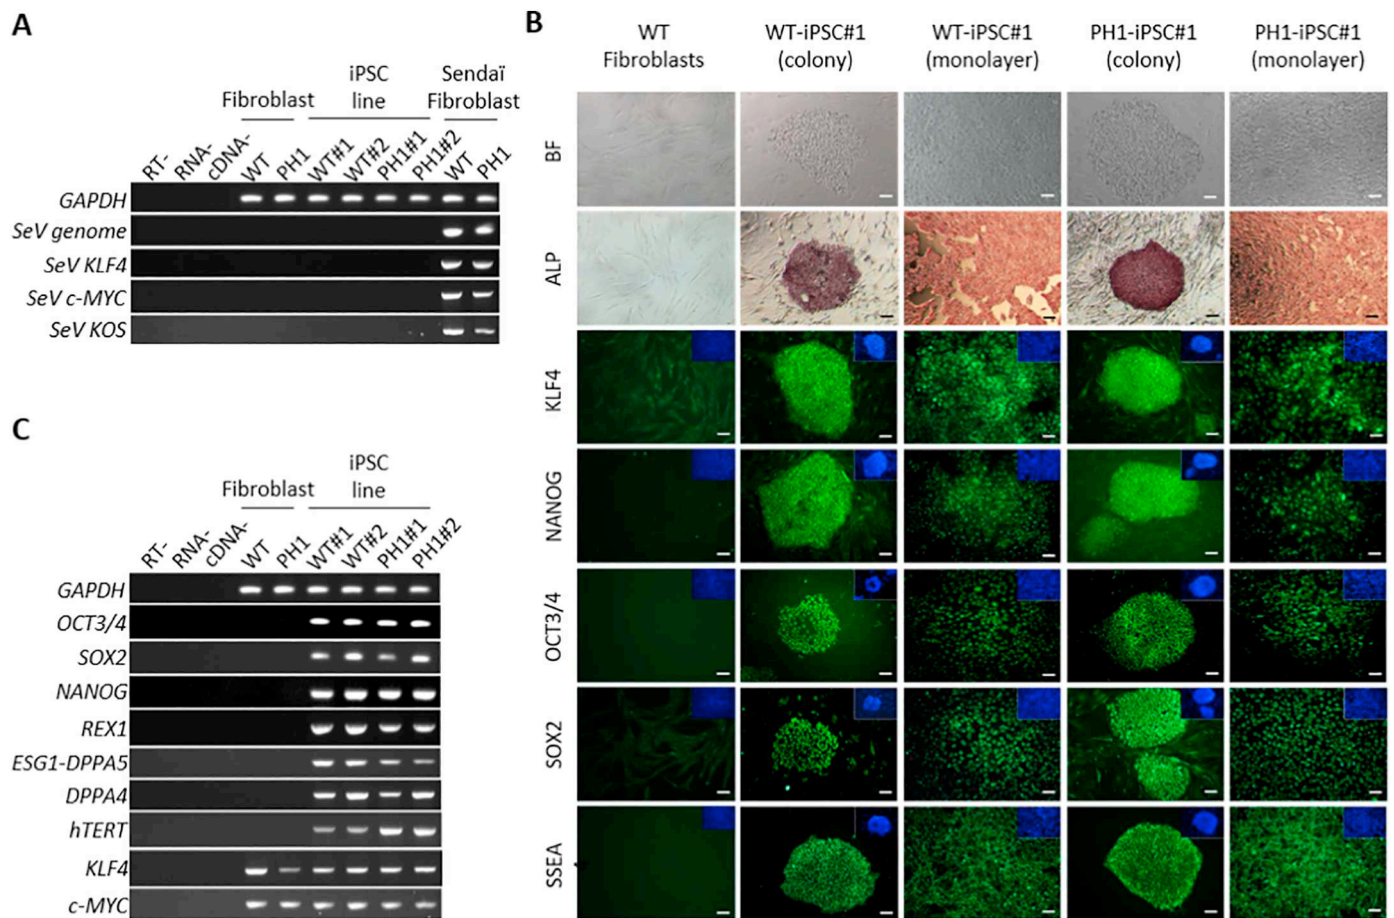 A
iPSC
line
Sendaï
Fibroblast
Fibroblast
RT-
RNA-
cDNA-
WT
PH1
WT#1
WT#2
PH1#1
PH1#2
WT
PH1
GAPDH
SeV genome
SeV KLF4
SeV c-MYC
SeV KOS
B
WT
Fibroblasts
WT-iPSC#1
(colony)
WT-iPSC#1
(monolayer)
PH1-iPSC#1
(colony)
PH1-iPSC#1
(monolayer)
BF
ALP
KLF4
NANOG
OCT3/4
SOX2
SSEA
C
iPSC
line
Fibroblast
RT-
RNA-
cDNA-
WT
PH1
WT#1
WT#2
PH1#1
PH1#2
GAPDH
OCT3/4
SOX2
NANOG
REX1
ESG1-DPPA5
DPPA4
hTERT
KLF4
c-MYC